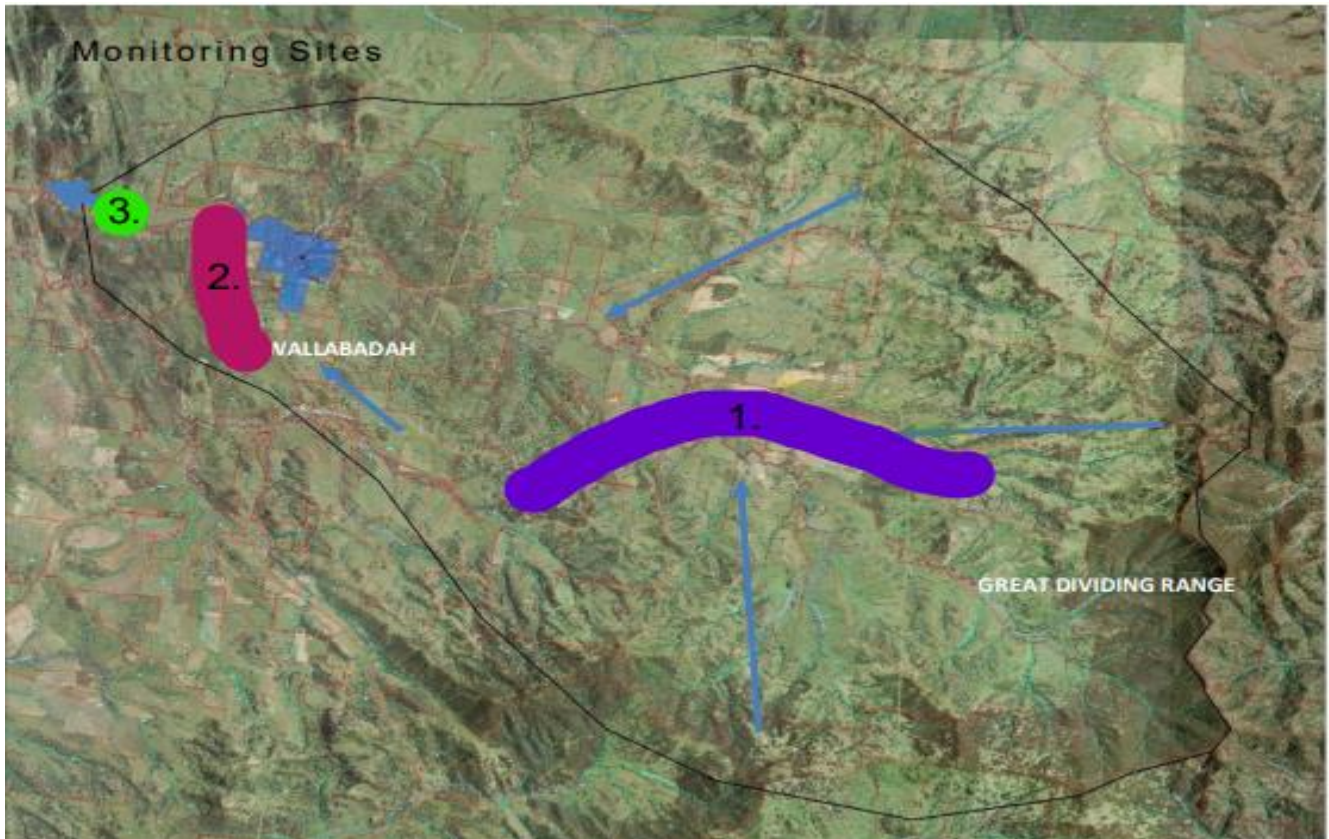 Monitoring Sites
3.
2.
WALLABADAH
1.
GREAT DIVIDING RANGE